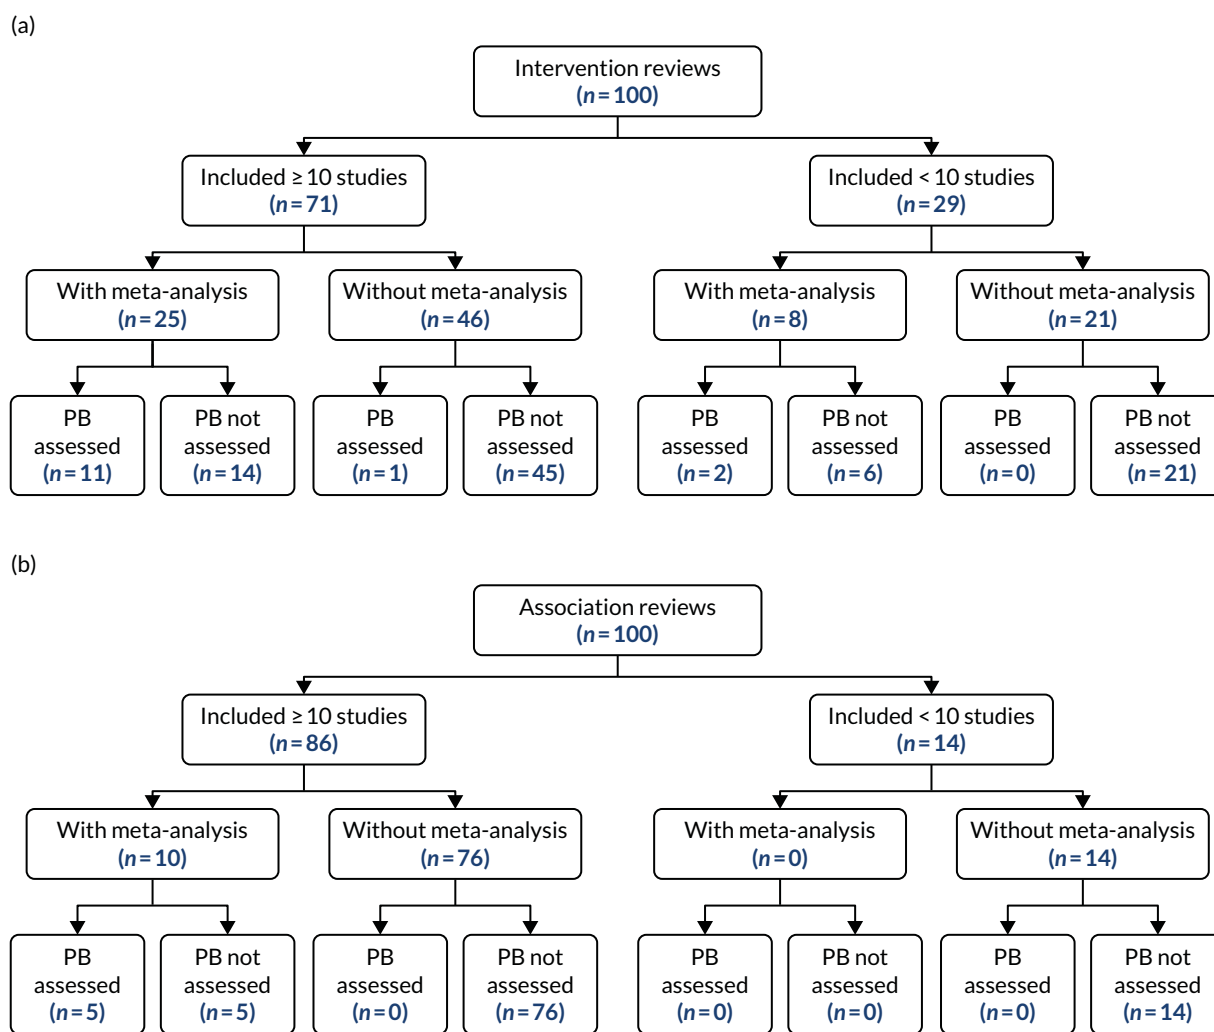 (a)
Intervention reviews
(n = 100)
Included ≥ 10 studies
(n = 71)
Included < 10 studies
(n = 29)
With meta-analysis
(n = 25)
Without meta-analysis
(n = 46)
With meta-analysis
(n = 8)
Without meta-analysis
(n = 21)
PB
assessed
(n = 11)
PB not
assessed
(n = 14)
PB
assessed
(n = 1)
PB not
assessed
(n = 45)
PB
assessed
(n = 2)
PB not
assessed
(n = 6)
PB
assessed
(n = 0)
PB not
assessed
(n = 21)
(b)
Association reviews
(n = 100)
Included ≥ 10 studies
(n = 86)
Included < 10 studies
(n = 14)
With meta-analysis
(n = 10)
Without meta-analysis
(n = 76)
With meta-analysis
(n = 0)
Without meta-analysis
(n = 14)
PB
assessed
(n = 5)
PB not
assessed
(n = 5)
PB
assessed
(n = 0)
PB not
assessed
(n = 76)
PB
assessed
(n = 0)
PB not
assessed
(n = 0)
PB
assessed
(n = 0)
PB not
assessed
(n = 14)